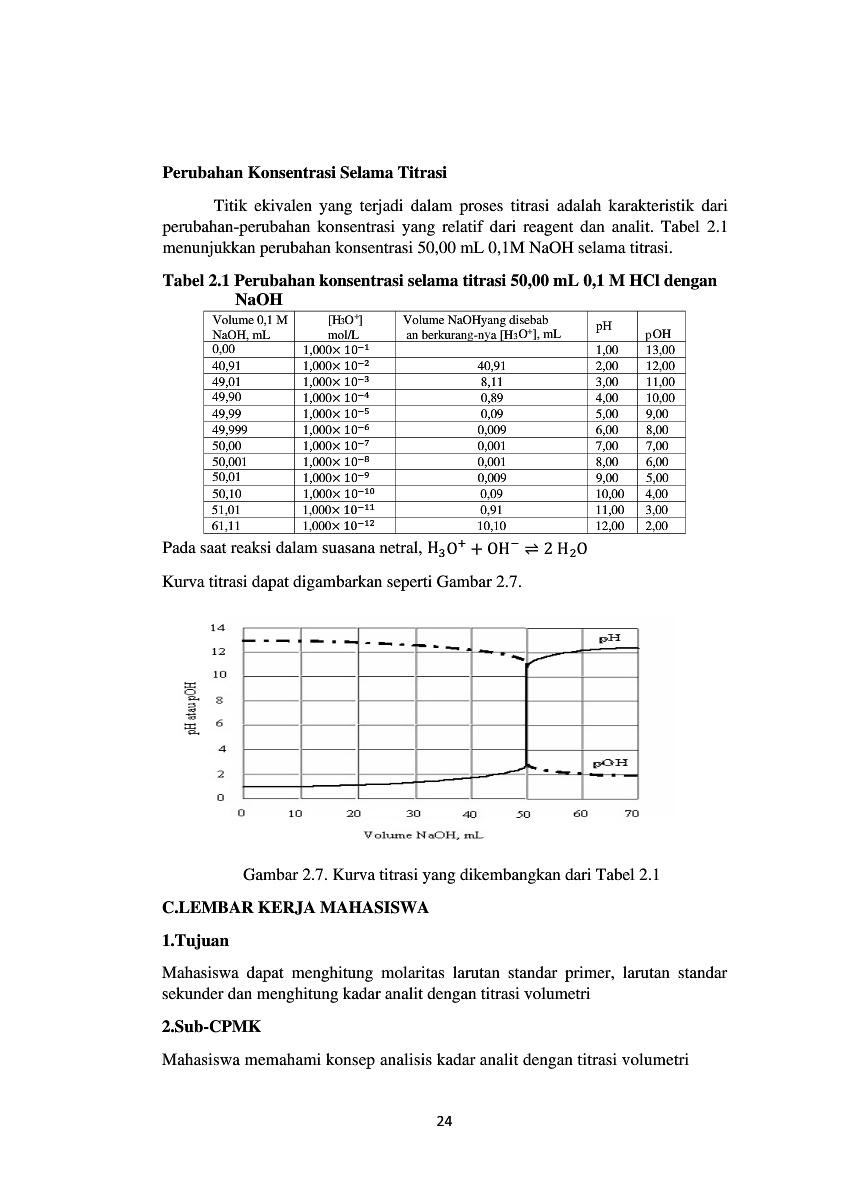 Perubahan Konsentrasi Selama Titrasi
Titik ekivalen yang terjadi dalam proses titrasi adalah karakteristik dari
perubahan-perubahan konsentrasi yang relatif dari reagent dan analit. Tabel 2.1
menunjukkan perubahan konsentrasi 50,00 mL 0,1M NaOH selama titrasi.
Tabel 2.1 Perubahan konsentrasi selama titrasi 50,00 mL 0,1 M HCl dengan
NaOH
Volume 0,1 M [H₃O⁺] Volume NaOHyang disebab pH
NaOH, mL mol/L an berkurang-nya [H₃O⁺], mL pOH
0,00 1,000× 10⁻¹ 1,00 13,00
40,91 1,000× 10⁻² 40,91 2,00 12,00
49,01 1,000× 10⁻³ 8,11 3,00 11,00
49,90 1,000× 10⁻⁴ 0,89 4,00 10,00
49,99 1,000× 10⁻⁵ 0,09 5,00 9,00
49,999 1,000× 10⁻⁶ 0,009 6,00 8,00
50,00 1,000× 10⁻⁷ 0,001 7,00 7,00
50,001 1,000× 10⁻⁸ 0,001 8,00 6,00
50,01 1,000× 10⁻⁹ 0,009 9,00 5,00
50,10 1,000× 10⁻¹⁰ 0,09 10,00 4,00
51,01 1,000× 10⁻¹¹ 0,91 11,00 3,00
61,11 1,000× 10⁻¹² 10,10 12,00 2,00
Pada saat reaksi dalam suasana netral, H₃O⁺ + OH⁻ ⇌ 2 H₂O
Kurva titrasi dapat digambarkan seperti Gambar 2.7.
14
pH
12
10
8
6
4
2
0
pH atau pOH
pOH
0 10 20 30 40 50 60 70
Volume NaOH, mL
Gambar 2.7. Kurva titrasi yang dikembangkan dari Tabel 2.1
C.LEMBAR KERJA MAHASISWA
1.Tujuan
Mahasiswa dapat menghitung molaritas larutan standar primer, larutan standar
sekunder dan menghitung kadar analit dengan titrasi volumetri
2.Sub-CPMK
Mahasiswa memahami konsep analisis kadar analit dengan titrasi volumetri
24